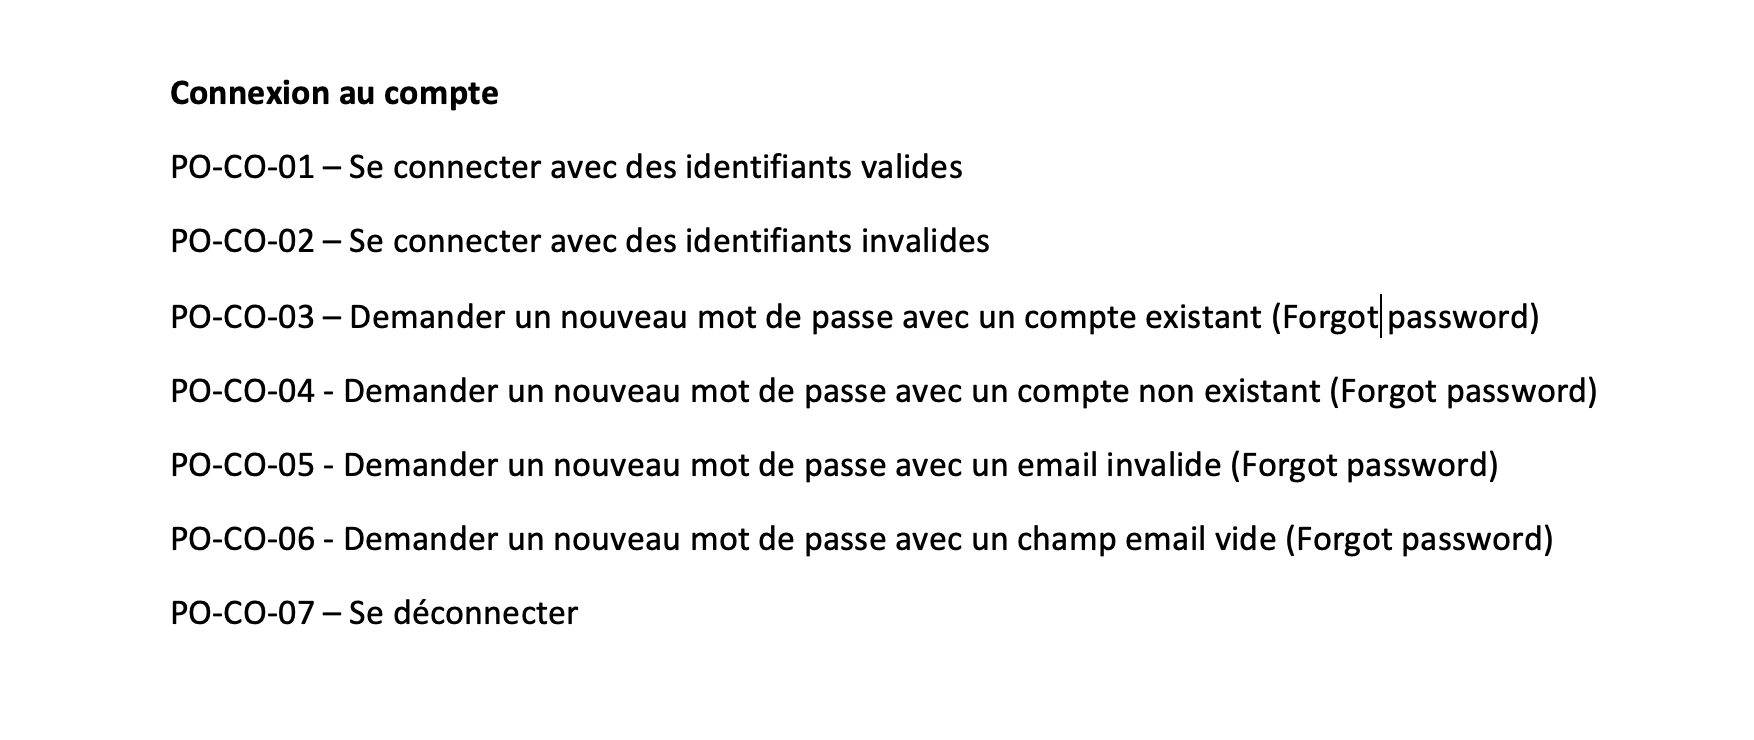 Connexion au compte
PO-CO-01 – Se connecter avec des identifiants valides
PO-CO-02 – Se connecter avec des identifiants invalides
PO-CO-03 – Demander un nouveau mot de passe avec un compte existant (Forgot password)
PO-CO-04 - Demander un nouveau mot de passe avec un compte non existant (Forgot password)
PO-CO-05 - Demander un nouveau mot de passe avec un email invalide (Forgot password)
PO-CO-06 - Demander un nouveau mot de passe avec un champ email vide (Forgot password)
PO-CO-07 – Se déconnecter